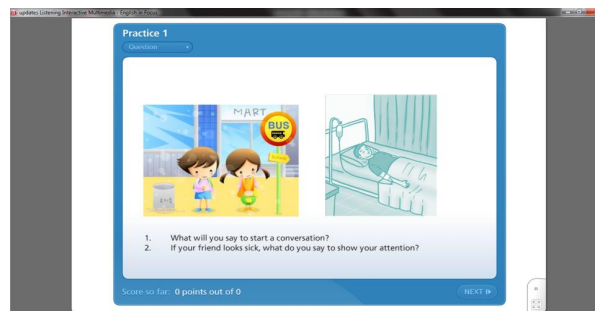 updates Listening Interactive Multimedia - English in Focus
Practice 1
Question
MART
BUS
1. What will you say to start a conversation?
2. If your friend looks sick, what do you say to show your attention?
Score so far: 0 points out of 0
NEXT